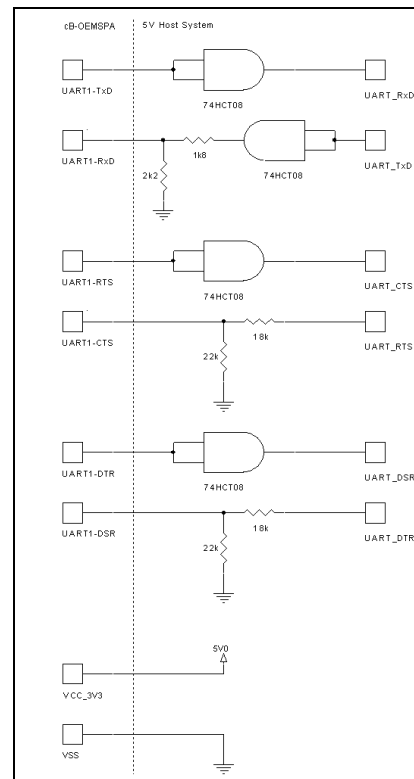 cB-OEMSPA 5V Host System
UART1-TxD 74HCT08 UART_RxD
UART1-RxD 2k2 1k8 74HCT08 UART_TxD
UART1-RTS 74HCT08 UART_CTS
UART1-CTS 22k 18k UART_RTS
UART1-DTR 74HCT08 UART_DSR
UART1-DSR 22k 18k UART_DTR
5V0
VCC_3V3
VSS